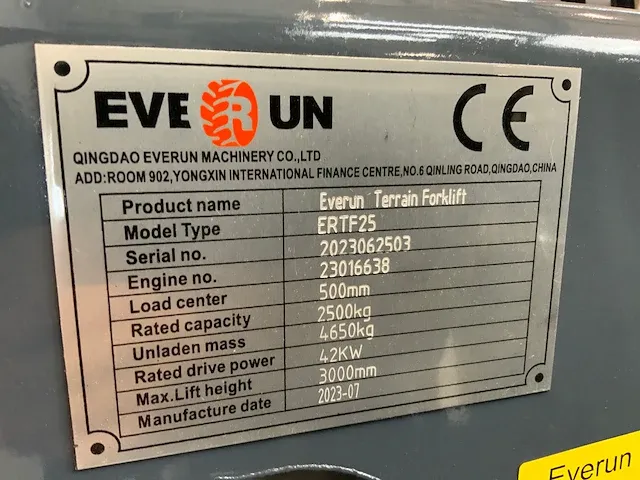 EVERUN
CE
QINGDAO EVERUN MACHINERY CO.,LTD
ADD:ROOM 902,YONGXIN INTERNATIONAL FINANCE CENTRE,NO.6 QINLING ROAD,QINGDAO,CHINA
Product name Everun Terrain Forklift
Model Type ERTF25
Serial no. 2023062503
Engine no. 23016638
Load center 500mm
Rated capacity 2500kg
Unladen mass 4650kg
Rated drive power 42KW
Max.Lift height 3000mm
Manufacture date 2023-07
Everun